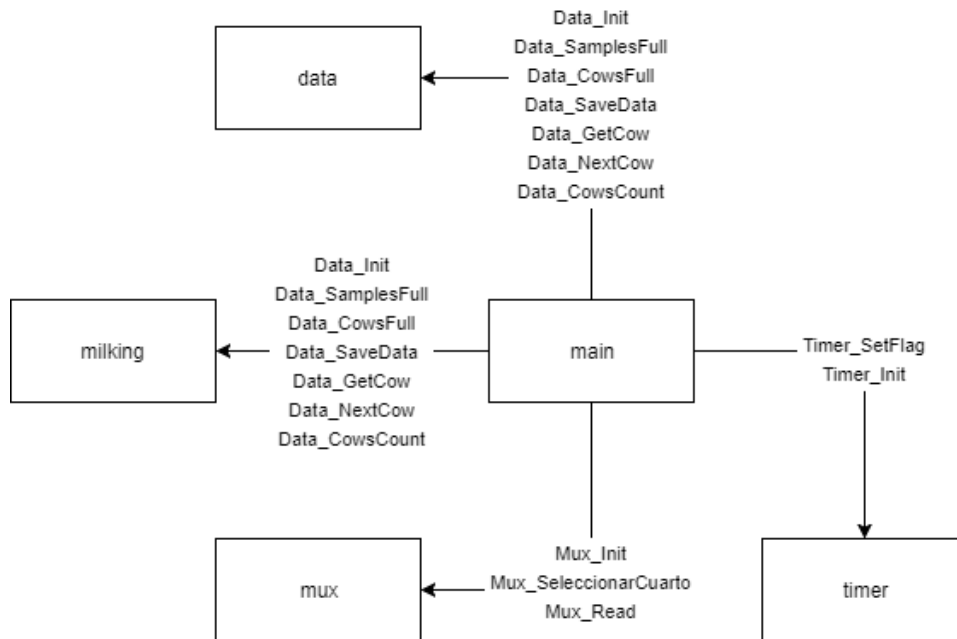 Data_Init
Data_SamplesFull
Data_CowsFull
Data_SaveData
Data_GetCow
Data_NextCow
Data_CowsCount
data
Data_Init
Data_SamplesFull
Data_CowsFull
Data_SaveData
Data_GetCow
Data_NextCow
Data_CowsCount
milking
main
Timer_SetFlag
Timer_Init
Mux_Init
Mux_SeleccionarCuarto
Mux_Read
mux
timer